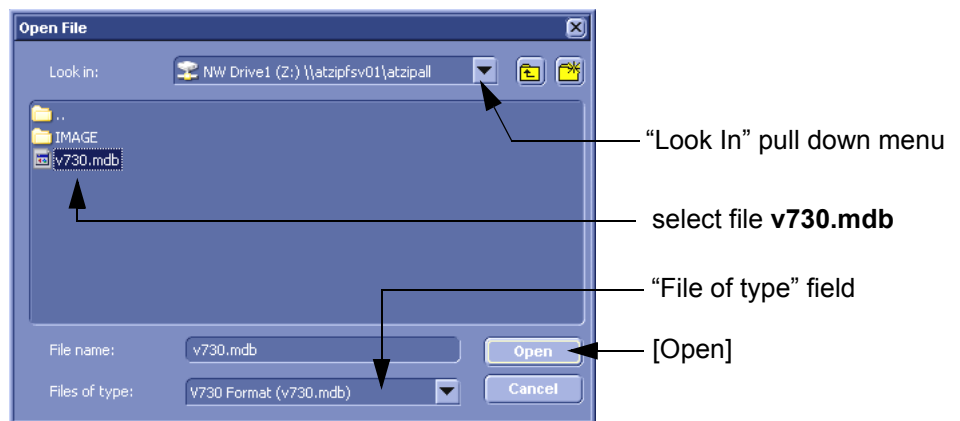 Open File
Look in:
NW Drive1 (Z:) \\atzipfsv01\atzipall
..
IMAGE
v730.mdb
“Look In” pull down menu
select file v730.mdb
“File of type” field
File name:
v730.mdb
Open
[Open]
Files of type:
V730 Format (v730.mdb)
Cancel